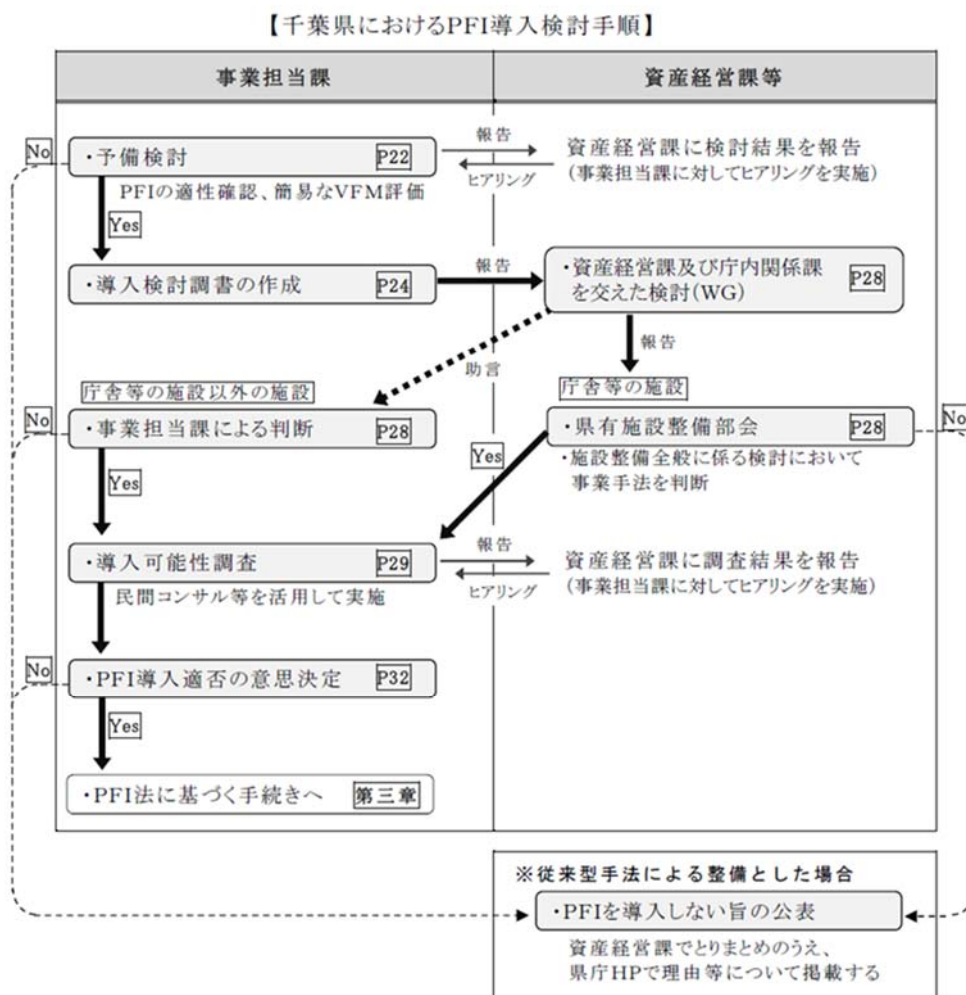 【千葉県におけるPFI導入検討手順】
事業担当課
資産経営課等
No
・予備検討
P22
報告
ヒアリング
資産経営課に検討結果を報告
(事業担当課に対してヒアリングを実施)
PFIの適性確認、簡易なVFM評価
Yes
・導入検討調書の作成
P24
報告
・資産経営課及び庁内関係課
を交えた検討(WG)
P28
報告
助言
庁舎等の施設以外の施設
庁舎等の施設
No
・事業担当課による判断
P28
・県有施設整備部会
P28
No
Yes
・施設整備全般に係る検討において
事業手法を判断
Yes
・導入可能性調査
P29
報告
ヒアリング
資産経営課に調査結果を報告
(事業担当課に対してヒアリングを実施)
民間コンサル等を活用して実施
No
・PFI導入適否の意思決定
P32
Yes
・PFI法に基づく手続きへ
第三章
※従来型手法による整備とした場合
・PFIを導入しない旨の公表
資産経営課でとりまとめのうえ、
県庁HPで理由等について掲載する